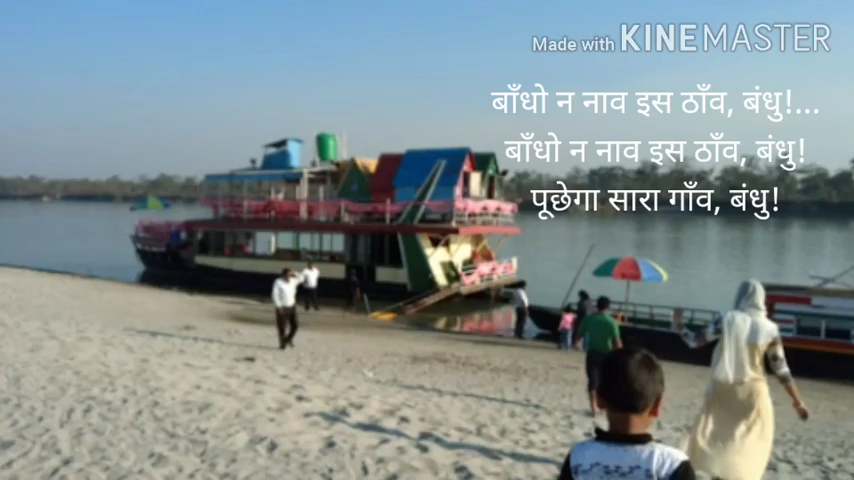 Made with KINEMASTER
बाँधो न नाव इस ठाँव, बंधु!...
बाँधो न नाव इस ठाँव, बंधु!
पूछेगा सारा गाँव, बंधु!